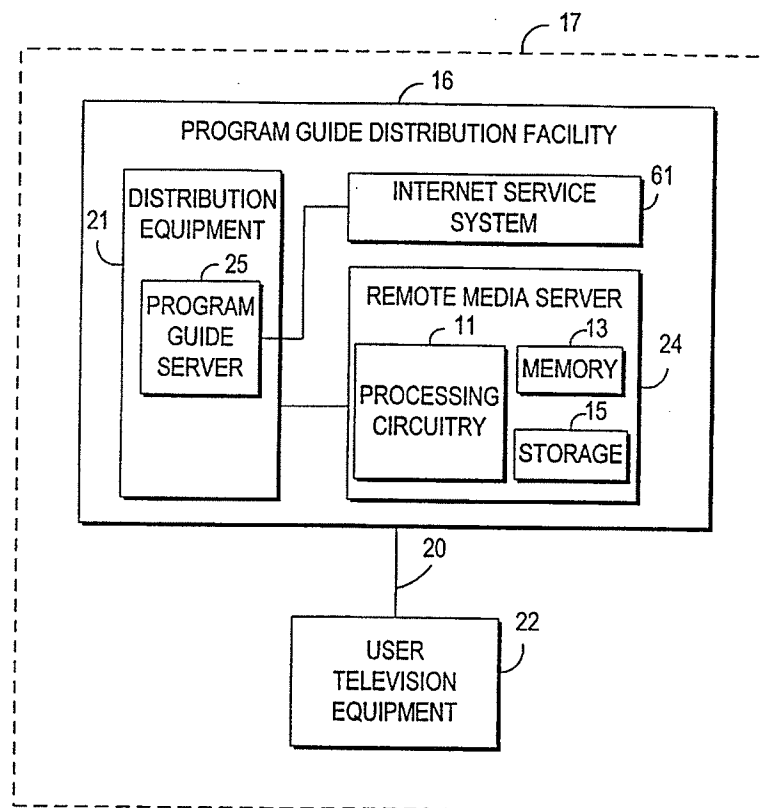 17
16
PROGRAM GUIDE DISTRIBUTION FACILITY
DISTRIBUTION
EQUIPMENT
21
25
PROGRAM
GUIDE
SERVER
INTERNET SERVICE
SYSTEM
61
REMOTE MEDIA SERVER
11
PROCESSING
CIRCUITRY
13
MEMORY
15
STORAGE
24
20
22
USER
TELEVISION
EQUIPMENT